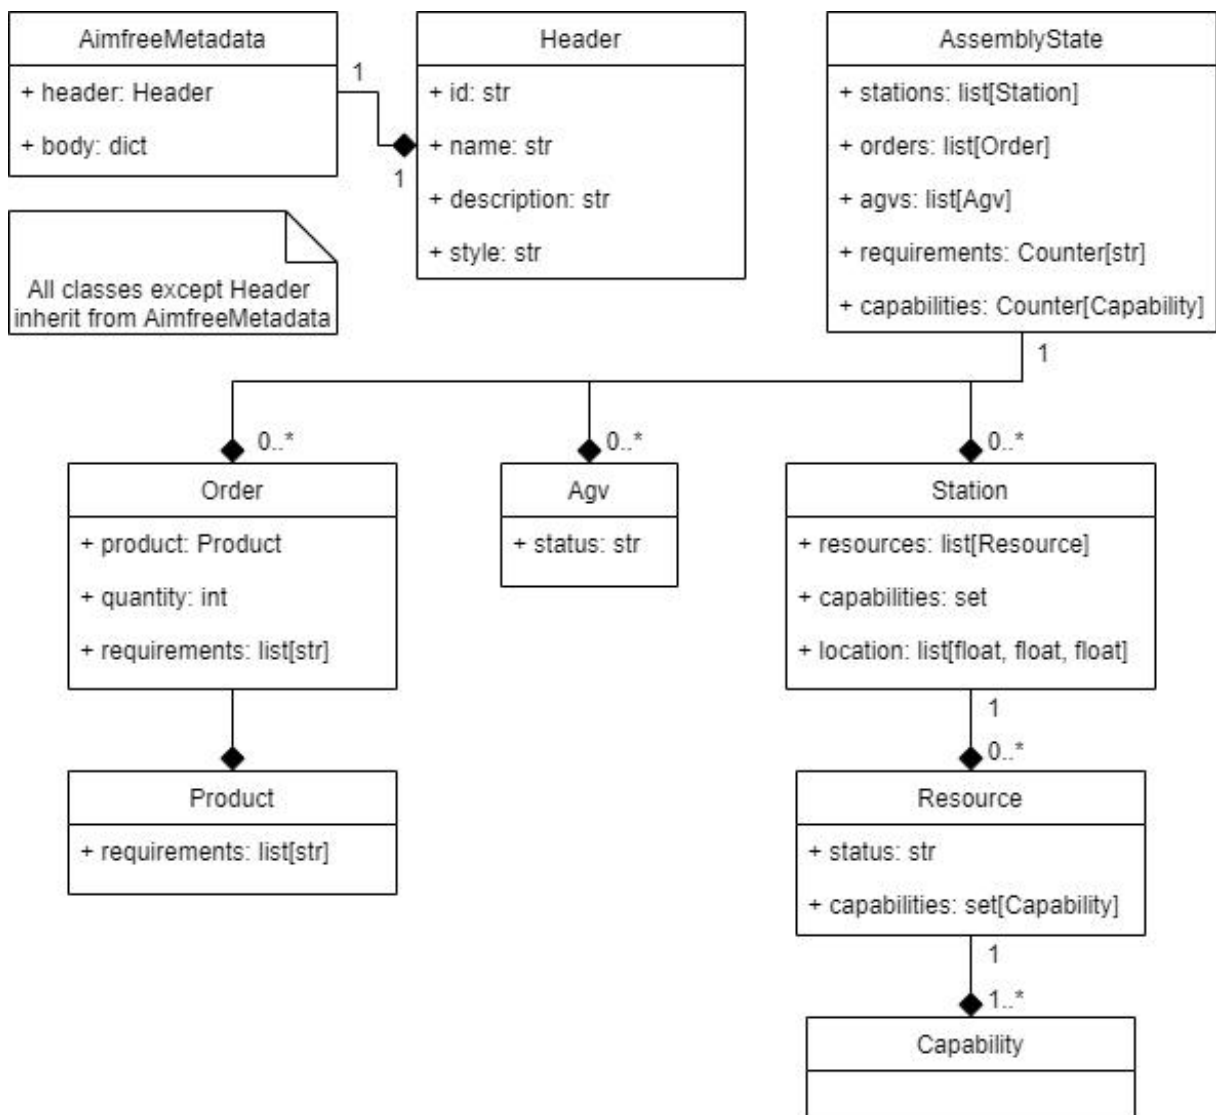 AimfreeMetadata
+ header: Header
+ body: dict
1
1
Header
+ id: str
+ name: str
+ description: str
+ style: str
AssemblyState
+ stations: list[Station]
+ orders: list[Order]
+ agvs: list[Agv]
+ requirements: Counter[str]
+ capabilities: Counter[Capability]
All classes except Header
inherit from AimfreeMetadata
1
0..*
0..*
0..*
Order
+ product: Product
+ quantity: int
+ requirements: list[str]
Agv
+ status: str
Station
+ resources: list[Resource]
+ capabilities: set
+ location: list[float, float, float]
1
0..*
Product
+ requirements: list[str]
Resource
+ status: str
+ capabilities: set[Capability]
1
1..*
Capability